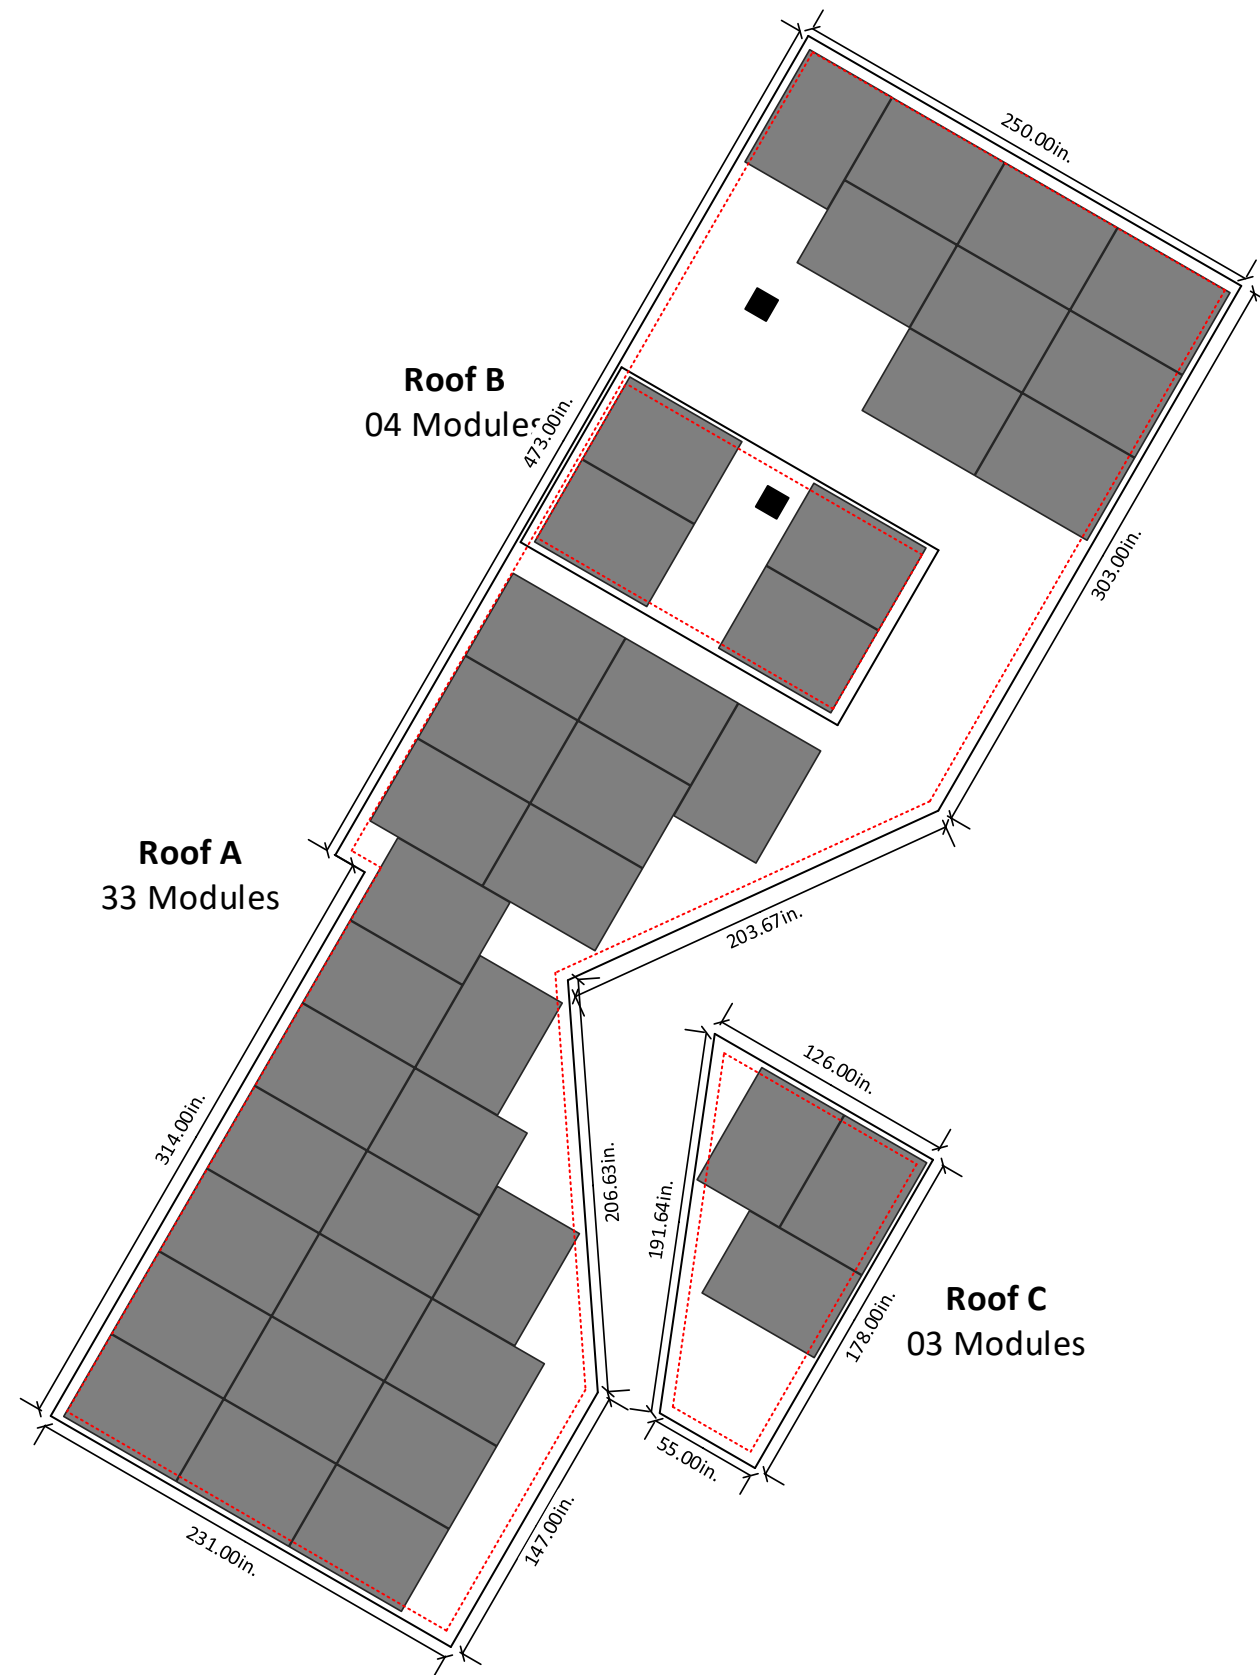 250.00in.
Roof B
04 Modules
473.00in.
303.00in.
Roof A
33 Modules
203.67in.
126.00in.
314.00in.
206.63in.
191.64in.
Roof C
03 Modules
178.00in.
55.00in.
147.00in.
231.00in.